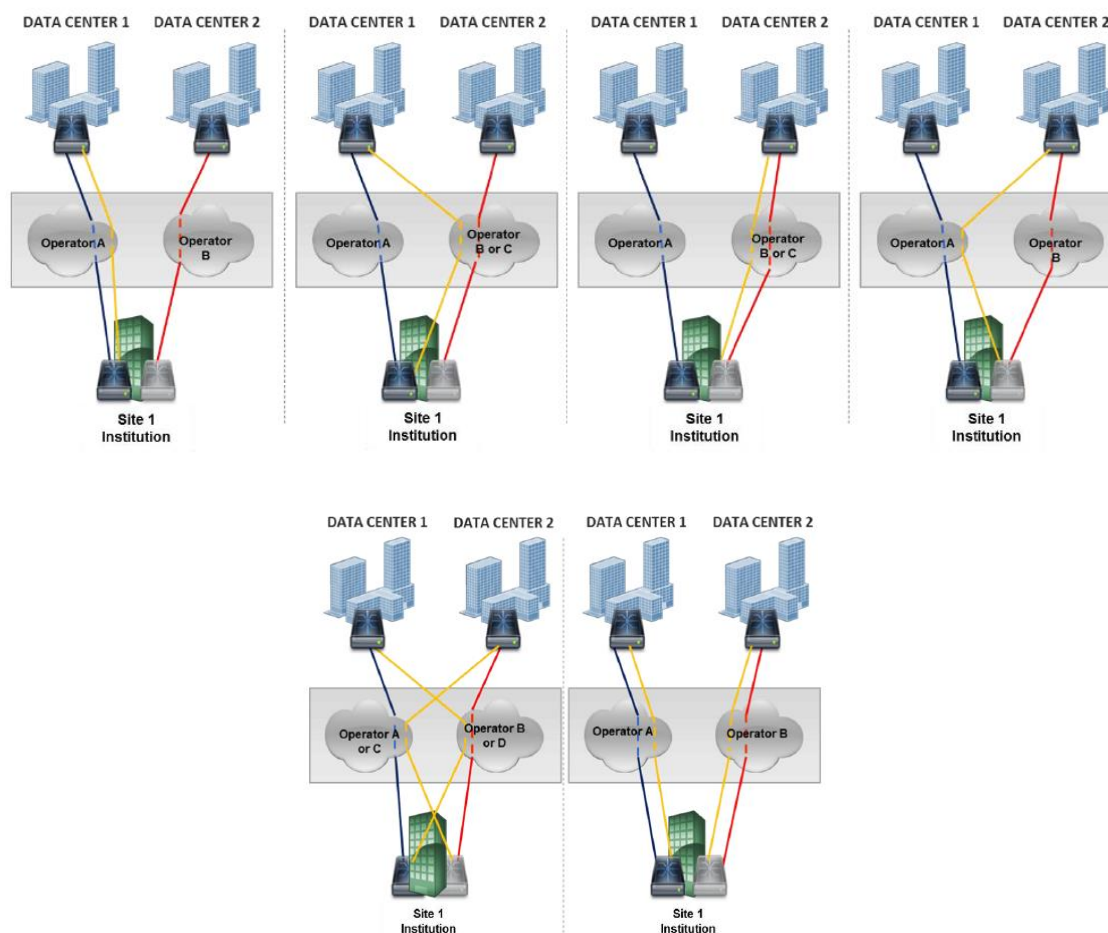 DATA CENTER 1
DATA CENTER 2
DATA CENTER 1
DATA CENTER 2
DATA CENTER 1
DATA CENTER 2
DATA CENTER 1
DATA CENTER 2
Operator A
Operator
B
Operator A
Operator
B or C
Operator A
Operator
B or C
Operator A
Operator
B
Site 1
Institution
Site 1
Institution
Site 1
Institution
Site 1
Institution
DATA CENTER 1
DATA CENTER 2
DATA CENTER 1
DATA CENTER 2
Operator A
or C
Operator B
or D
Operator A
Operator B
Site 1
Institution
Site 1
Institution